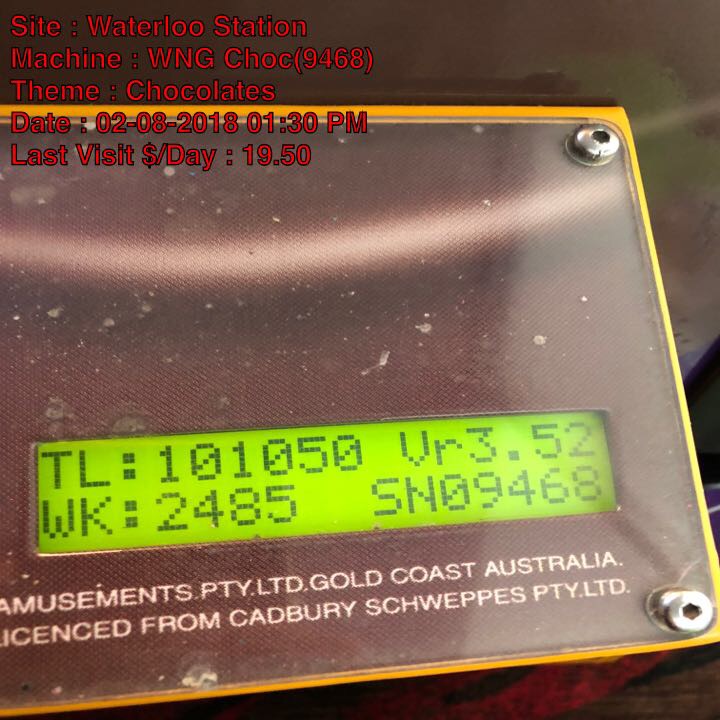 Site : Waterloo Station
Machine : WNG Choc(9468)
Theme : Chocolates
Date : 02-08-2018 01:30 PM
Last Visit $/Day : 19.50
TL:101050 Vr3.52
WK:2485 SN09468
AMUSEMENTS.PTY.LTD.GOLD COAST AUSTRALIA.
LICENCED FROM CADBURY SCHWEPPES PTY.LTD.